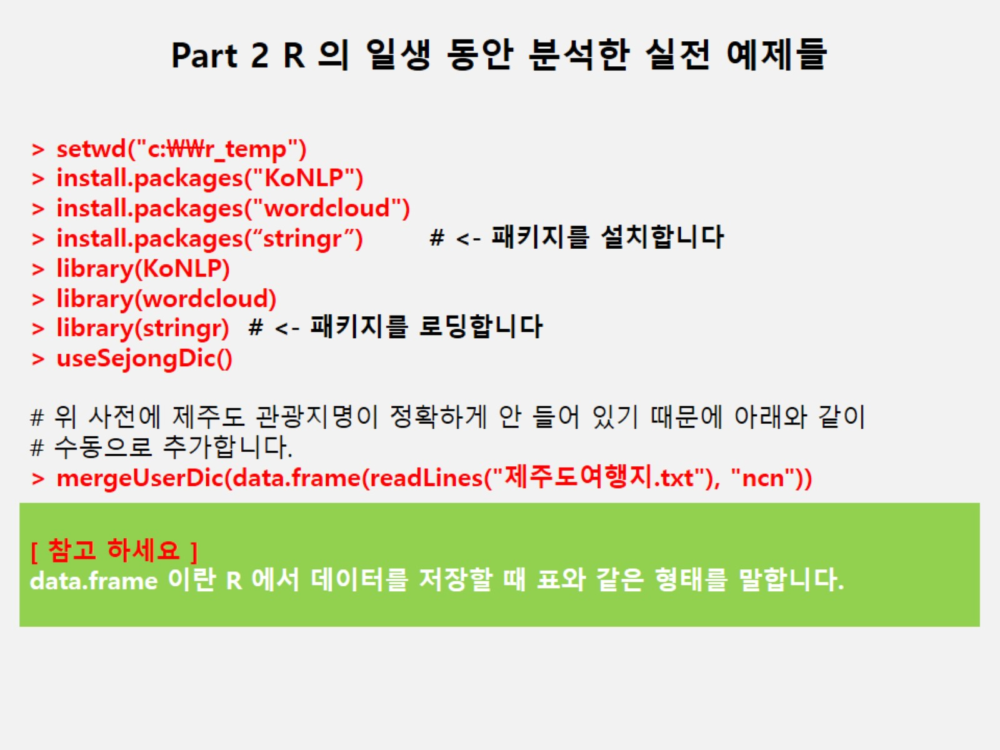 Part 2 R 의 일생 동안 분석한 실전 예제들
> setwd("c:₩₩r_temp")
> install.packages("KoNLP")
> install.packages("wordcloud")
> install.packages(“stringr”) # <- 패키지를 설치합니다
> library(KoNLP)
> library(wordcloud)
> library(stringr) # <- 패키지를 로딩합니다
> useSejongDic()
# 위 사전에 제주도 관광지명이 정확하게 안 들어 있기 때문에 아래와 같이
# 수동으로 추가합니다.
> mergeUserDic(data.frame(readLines("제주도여행지.txt"), "ncn"))
[ 참고 하세요 ]
data.frame 이란 R 에서 데이터를 저장할 때 표와 같은 형태를 말합니다.